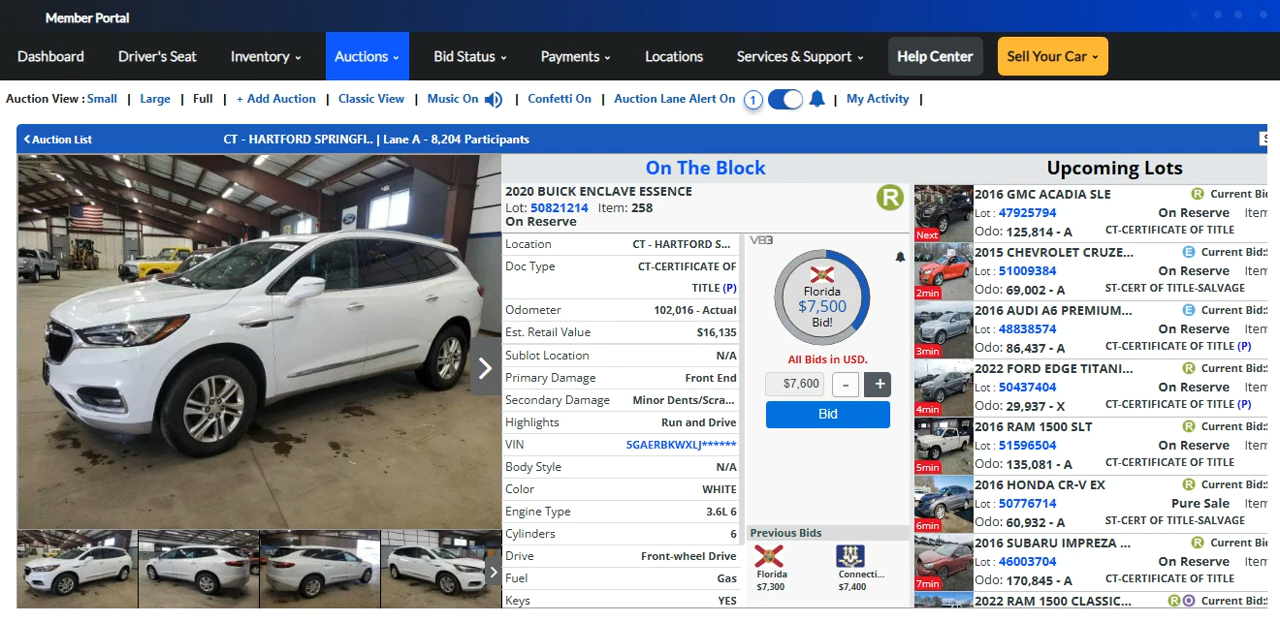 Member Portal
Dashboard Driver's Seat Inventory Auctions Bid Status Payments Locations Services & Support Help Center Sell Your Car
Auction View : Small | Large | Full | + Add Auction | Classic View | Music On | Confetti On | Auction Lane Alert On 1 | My Activity |
Auction List CT - HARTFORD SPRINGFI.. | Lane A - 8,204 Participants
On The Block
2020 BUICK ENCLAVE ESSENCE
Lot: 50821214 Item: 258
On Reserve
R
Location CT - HARTFORD S...
Doc Type CT-CERTIFICATE OF
TITLE (P)
Odometer 102,016 - Actual
Est. Retail Value $16,135
Sublot Location N/A
Primary Damage Front End
Secondary Damage Minor Dents/Scra...
Highlights Run and Drive
VIN 5GAERBKWXLJ******
Body Style N/A
Color WHITE
Engine Type 3.6L 6
Cylinders 6
Drive Front-wheel Drive
Fuel Gas
Keys YES
VB3
Florida
$7,500
Bid!
All Bids in USD.
$7,600 - +
Bid
Previous Bids
Florida
$7,300
Connecti...
$7,400
Upcoming Lots
Next
2016 GMC ACADIA SLE R Current Bid
Lot : 47925794 On Reserve Item
Odo: 125,814 - A CT-CERTIFICATE OF TITLE
2min
2015 CHEVROLET CRUZE... E Current Bid:
Lot : 51009384 On Reserve Item
Odo: 69,002 - A ST-CERT OF TITLE-SALVAGE
3min
2016 AUDI A6 PREMIUM... E Current Bid:
Lot : 48838574 On Reserve Item
Odo: 86,437 - A CT-CERTIFICATE OF TITLE (P)
4min
2022 FORD EDGE TITANI... R Current Bid:
Lot : 50437404 On Reserve Item
Odo: 29,937 - X CT-CERTIFICATE OF TITLE (P)
5min
2016 RAM 1500 SLT R Current Bid:
Lot : 51596504 On Reserve Item
Odo: 135,081 - A CT-CERTIFICATE OF TITLE
6min
2016 HONDA CR-V EX R Current Bid:
Lot : 50776714 Pure Sale Item
Odo: 60,932 - A ST-CERT OF TITLE-SALVAGE
7min
2016 SUBARU IMPREZA ... R Current Bid
Lot : 46003704 On Reserve Item
Odo: 170,845 - A CT-CERTIFICATE OF TITLE
2022 RAM 1500 CLASSIC... R O Current Bid: